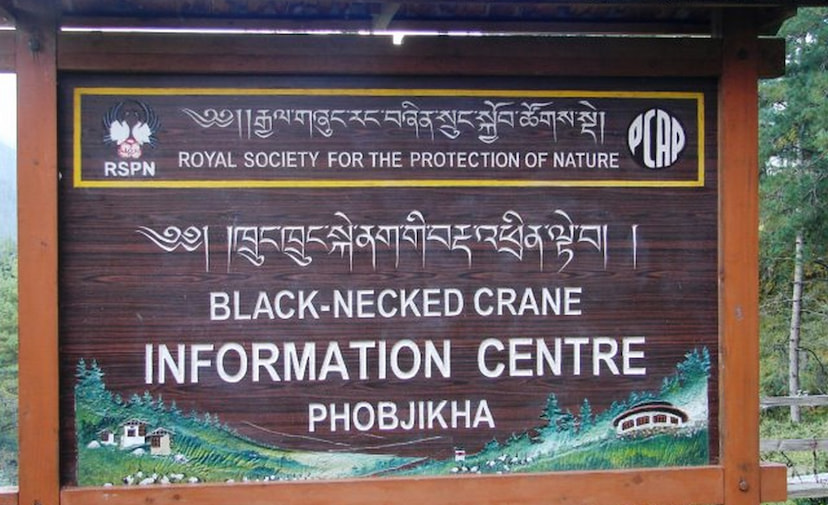 ༄༅།།རྒྱལ་གཞུང་རང་བཞིན་སྲུང་སྐྱོབ་ཚོགས་སྡེ།
RSPN
ROYAL SOCIETY FOR THE PROTECTION OF NATURE
PCAP
༄༅། །ཁྲུང་ཁྲུང་སྐེ་ནག་གི་བརྡ་འཕྲིན་ལྟེ་བ། །
BLACK-NECKED CRANE
INFORMATION CENTRE
PHOBJIKHA